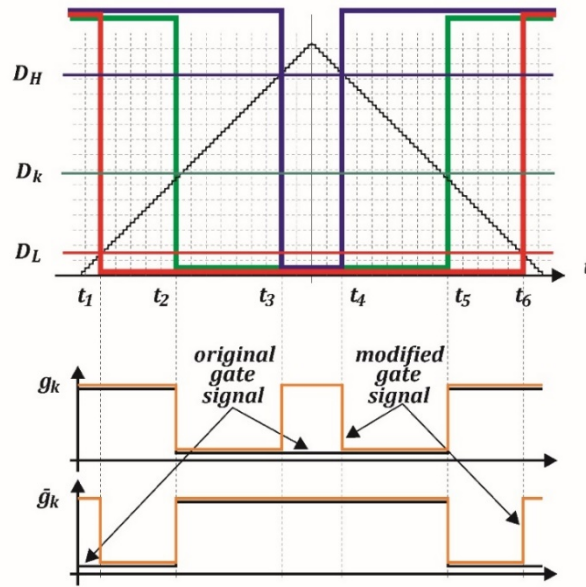 D_H
D_k
D_L
t
t_1 t_2 t_3 t_4 t_5 t_6
original gate signal
modified gate signal
g_k
ḡ_k